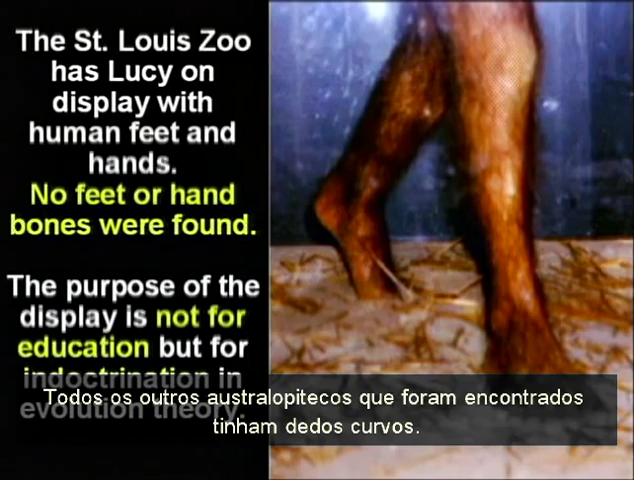 The St. Louis Zoo
has Lucy on
display with
human feet and
hands.
No feet or hand
bones were found.
The purpose of the
display is not for
education but for
indoctrination in
evolution theory.
Todos os outros australopitecos que foram encontrados
tinham dedos curvos.